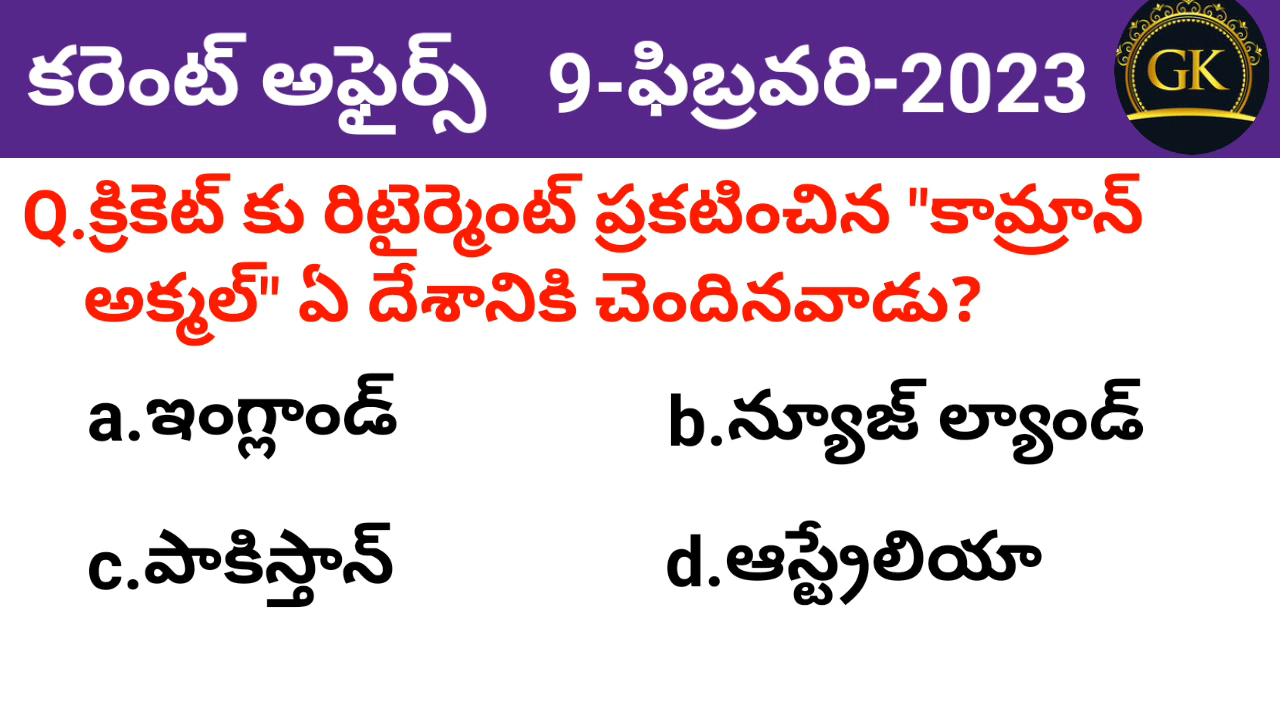 కరెంట్ అఫైర్స్ 9-ఫిబ్రవరి-2023
GK
Q.క్రికెట్ కు రిటైర్మెంట్ ప్రకటించిన "కామ్రాన్
అక్మల్" ఏ దేశానికి చెందినవాడు?
a.ఇంగ్లాండ్ b.న్యూజ్ ల్యాండ్
c.పాకిస్తాన్ d.ఆస్ట్రేలియా